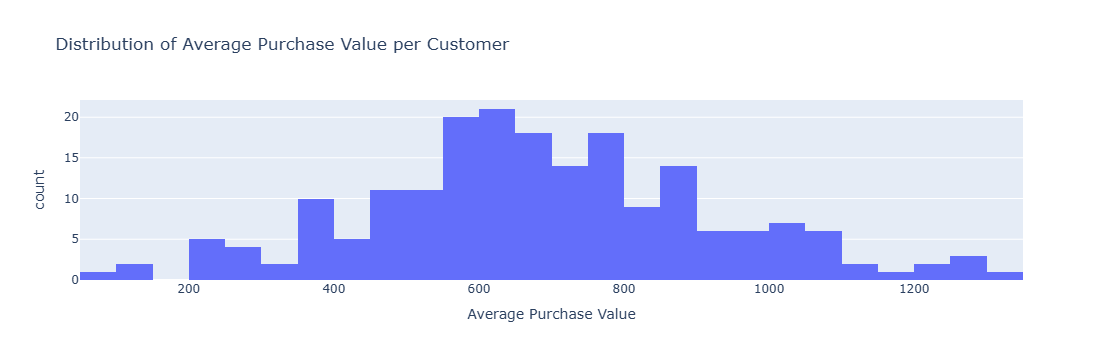 Distribution of Average Purchase Value per Customer
20
15
10
5
0
count
200 400 600 800 1000 1200
Average Purchase Value